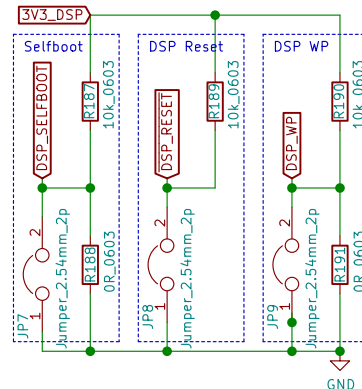 3V3_DSP
Selfboot
DSP Reset
DSP WP
DSP_SELFBOOT
R187
10k_0603
DSP_RESET
R189
10k_0603
DSP_WP
R190
10k_0603
2
Jumper_2.54mm_2p
1
JP7
R188
0R_0603
2
Jumper_2.54mm_2p
1
JP8
2
Jumper_2.54mm_2p
1
JP9
R191
0R_0603
GND